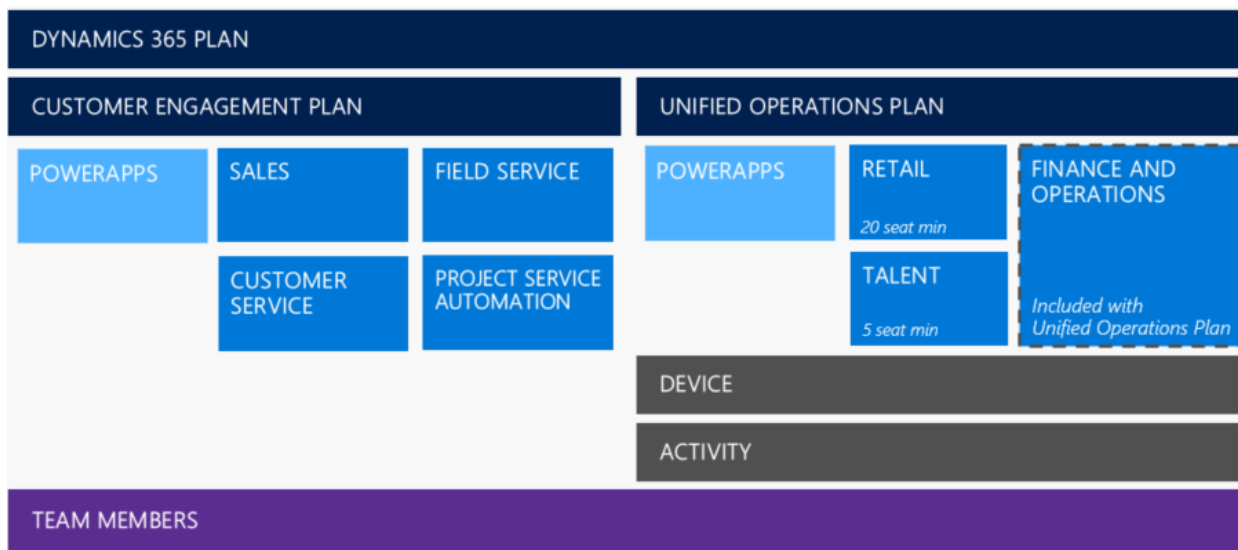 DYNAMICS 365 PLAN
CUSTOMER ENGAGEMENT PLAN
POWERAPPS
SALES
FIELD SERVICE
CUSTOMER
SERVICE
PROJECT SERVICE
AUTOMATION
UNIFIED OPERATIONS PLAN
POWERAPPS
RETAIL
20 seat min
TALENT
5 seat min
FINANCE AND
OPERATIONS
Included with
Unified Operations Plan
DEVICE
ACTIVITY
TEAM MEMBERS